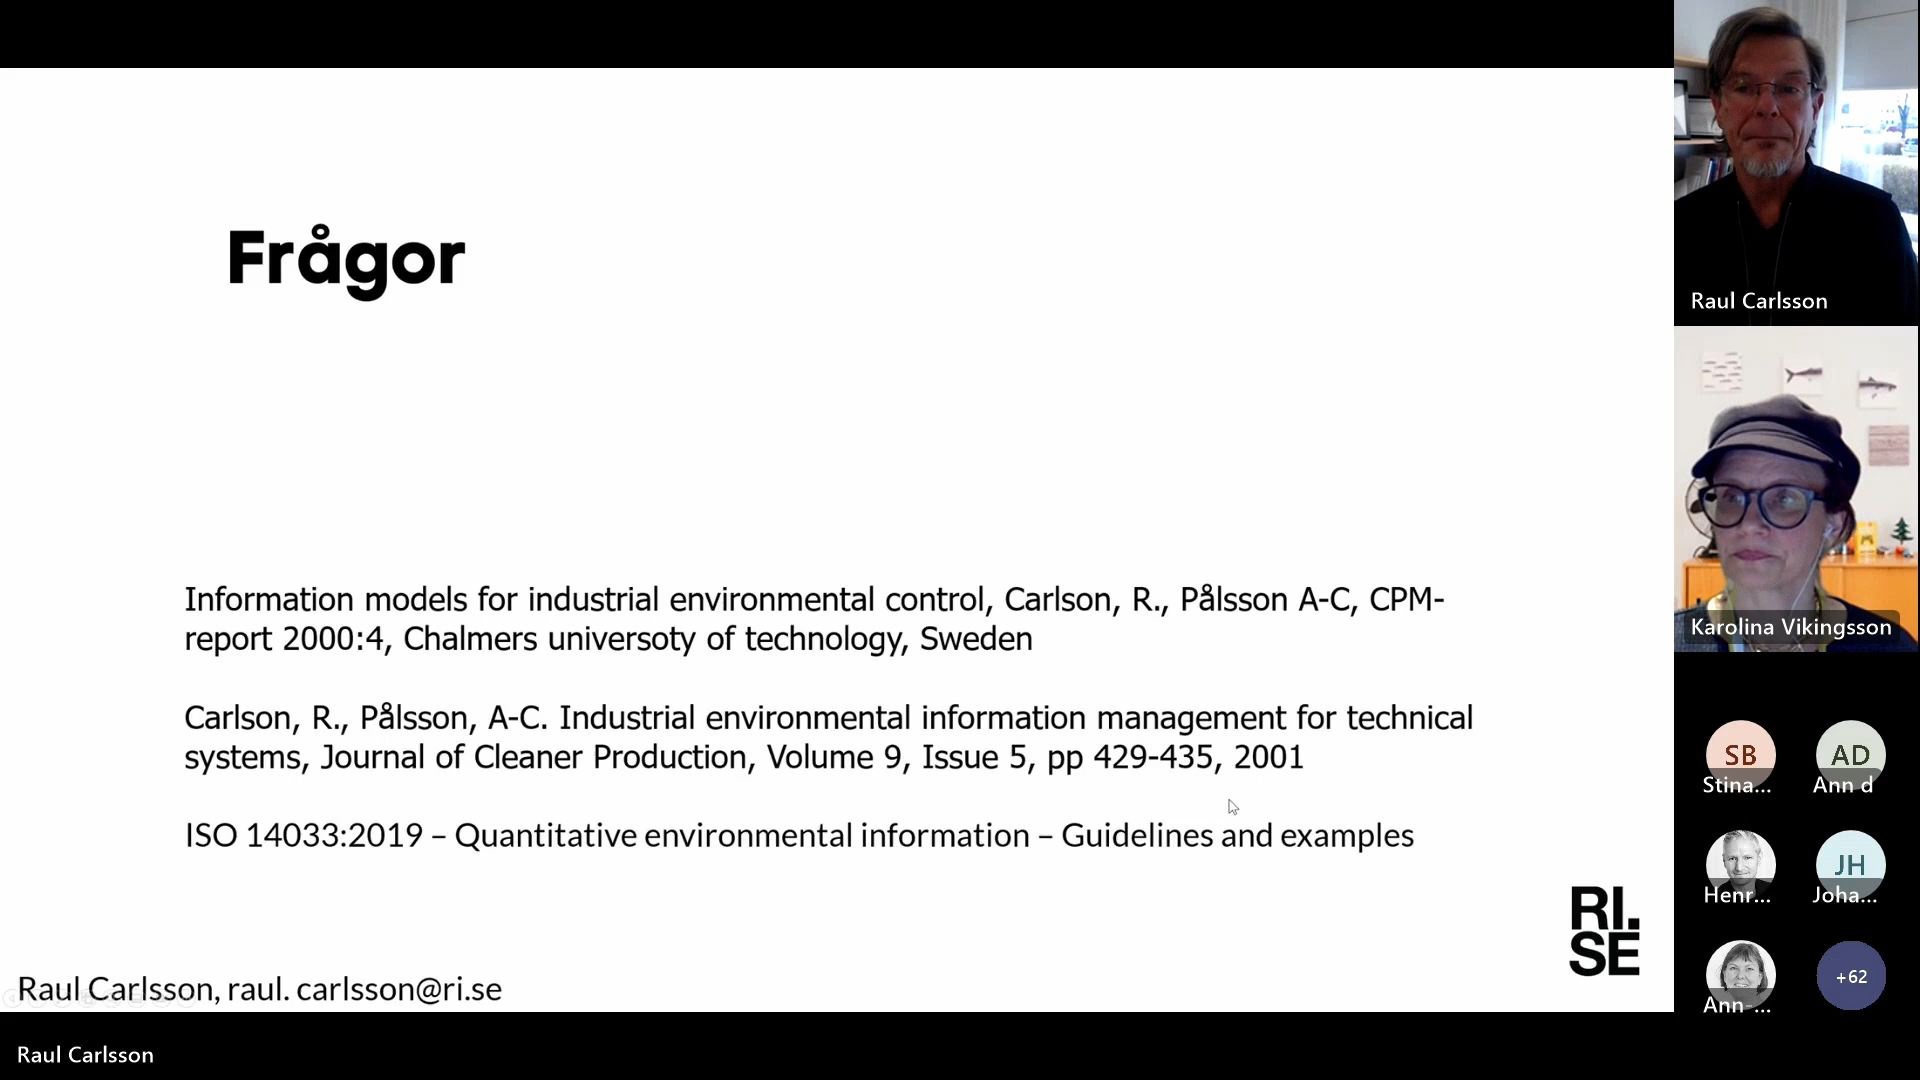 Frågor
Information models for industrial environmental control, Carlson, R., Pålsson A-C, CPM-
report 2000:4, Chalmers universoty of technology, Sweden
Carlson, R., Pålsson, A-C. Industrial environmental information management for technical
systems, Journal of Cleaner Production, Volume 9, Issue 5, pp 429-435, 2001
ISO 14033:2019 – Quantitative environmental information – Guidelines and examples
RI.
SE
Raul Carlsson, raul. carlsson@ri.se
Raul Carlsson
Raul Carlsson
Karolina Vikingsson
SB
Stina...
AD
Ann d
Henr...
JH
Joha...
Ann-...
+62